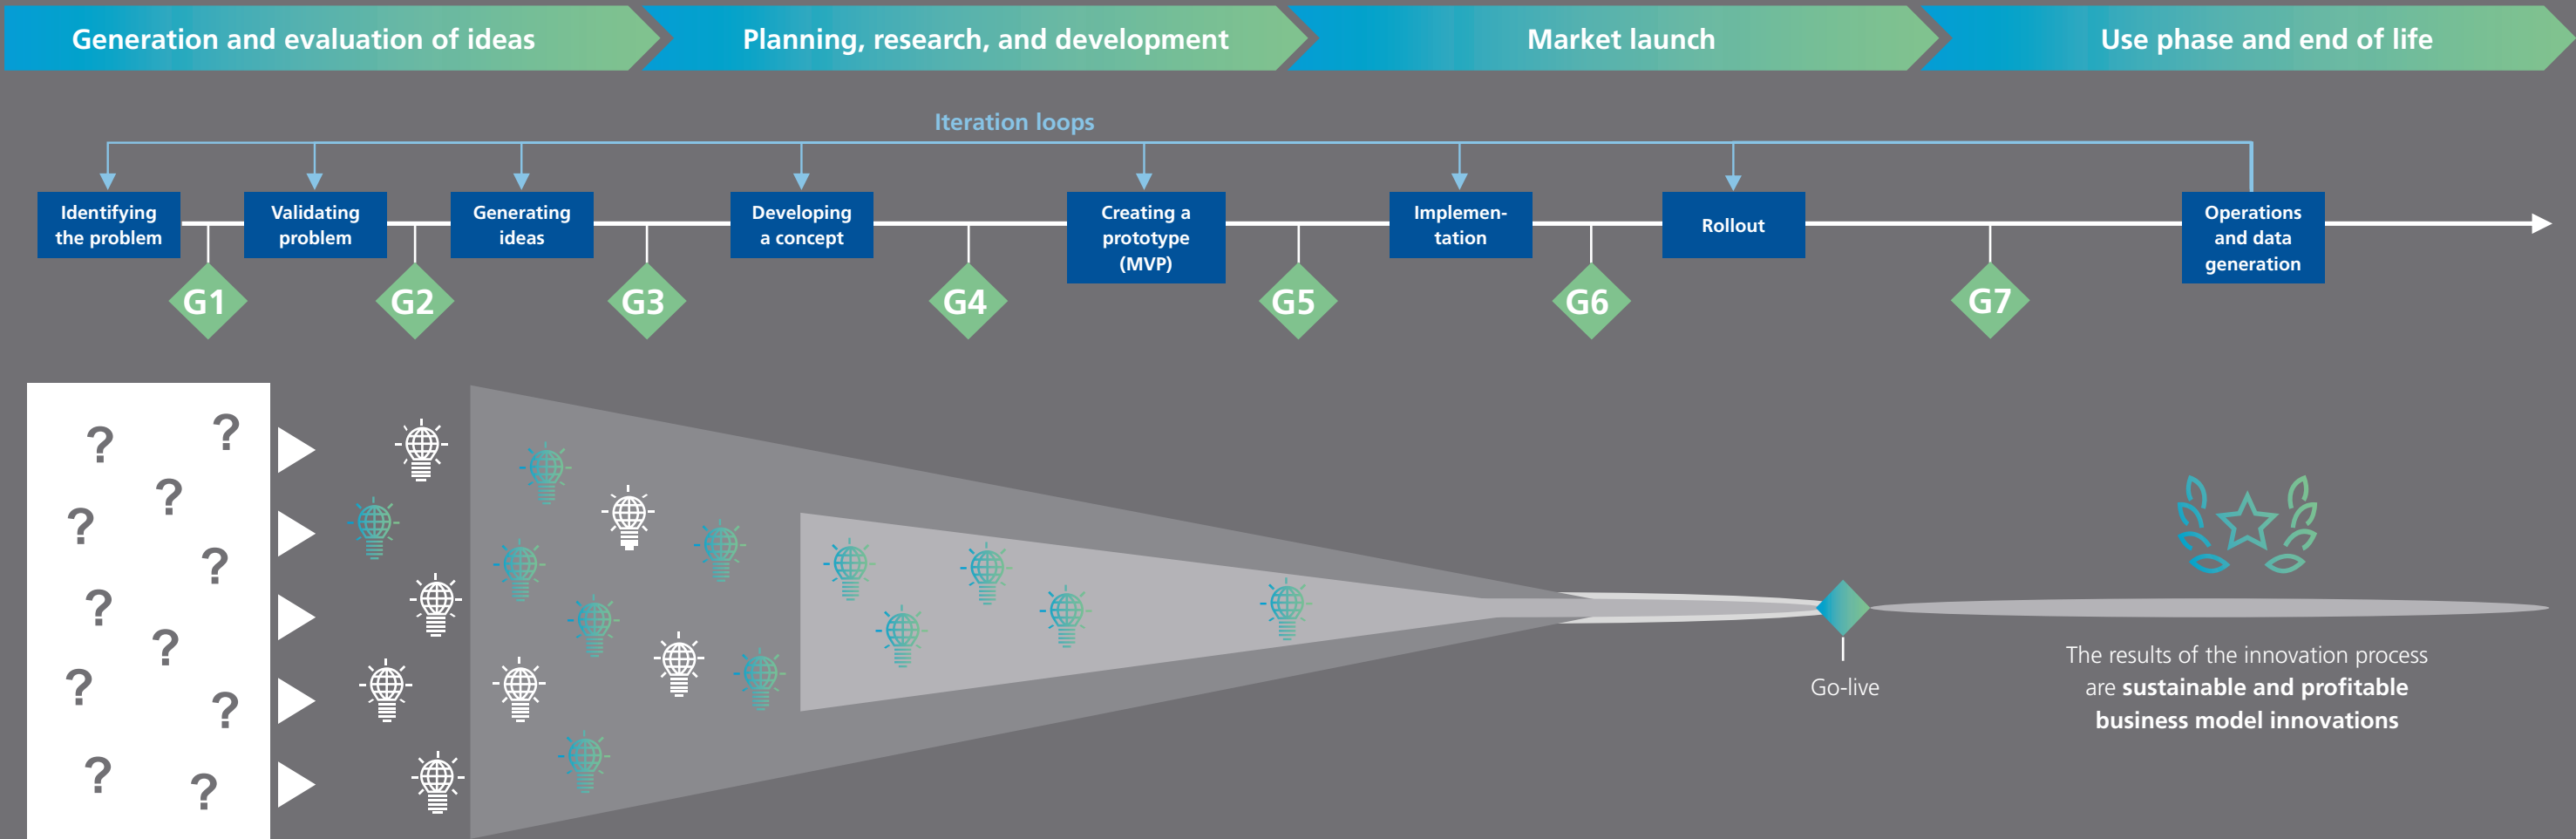 Generation and evaluation of ideas
Planning, research, and development
Market launch
Use phase and end of life
Iteration loops
Identifying
the problem
Validating
problem
Generating
ideas
Developing
a concept
Creating a
prototype
(MVP)
Implemen-
tation
Rollout
Operations
and data
generation
G1
G2
G3
G4
G5
G6
G7
?
?
?
?
?
?
?
?
?
?
?
Go-live
The results of the innovation process
are sustainable and profitable
business model innovations